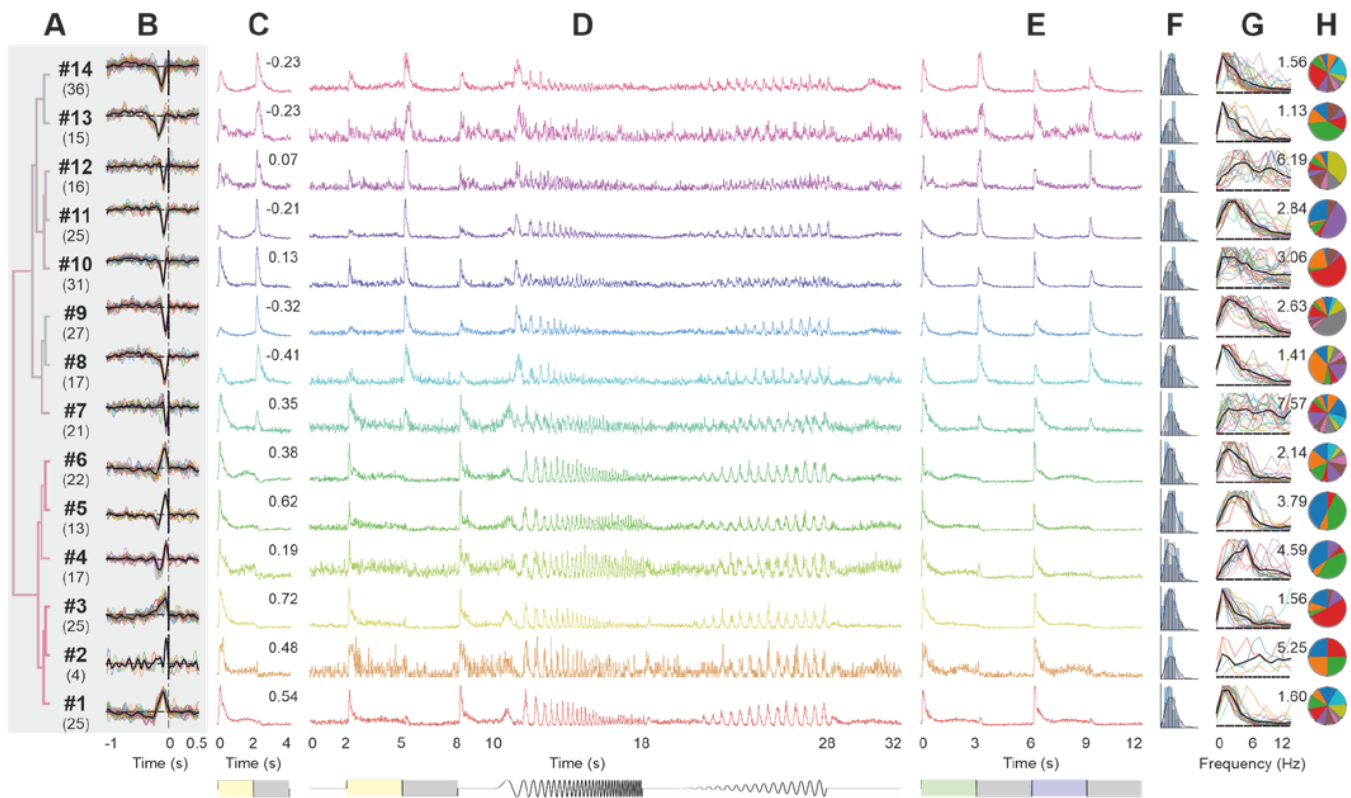 A B C D E F G H
#14 -0.23 1.56
(36)
#13 -0.23 1.13
(15)
#12 0.07 6.19
(16)
#11 -0.21 2.84
(25)
#10 0.13 3.06
(31)
#9 -0.32 2.63
(27)
#8 -0.41 1.41
(17)
#7 0.35 7.57
(21)
#6 0.38 2.14
(22)
#5 0.62 3.79
(13)
#4 0.19 4.59
(17)
#3 0.72 1.56
(25)
#2 0.48 5.25
(4)
#1 0.54 1.60
(25)
-1 0 0.5 0 2 4 0 2 5 8 10 18 28 32 0 3 6 9 12 0 6 12
Time (s) Time (s) Time (s) Time (s) Frequency (Hz)